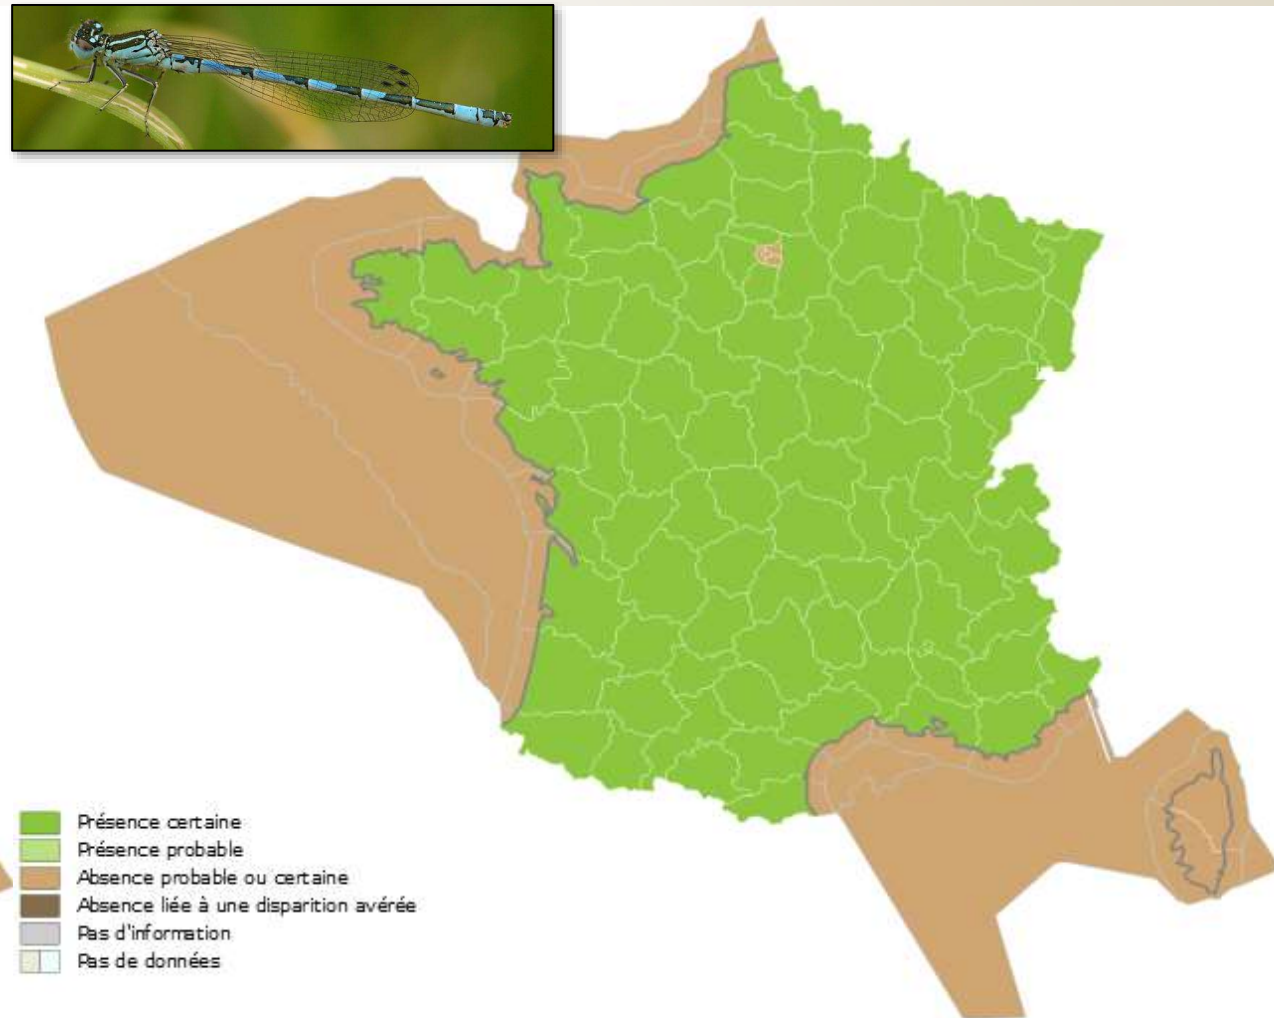 Présence certaine
Présence probable
Absence probable ou certaine
Absence liée à une disparition avérée
Pas d'information
Pas de données